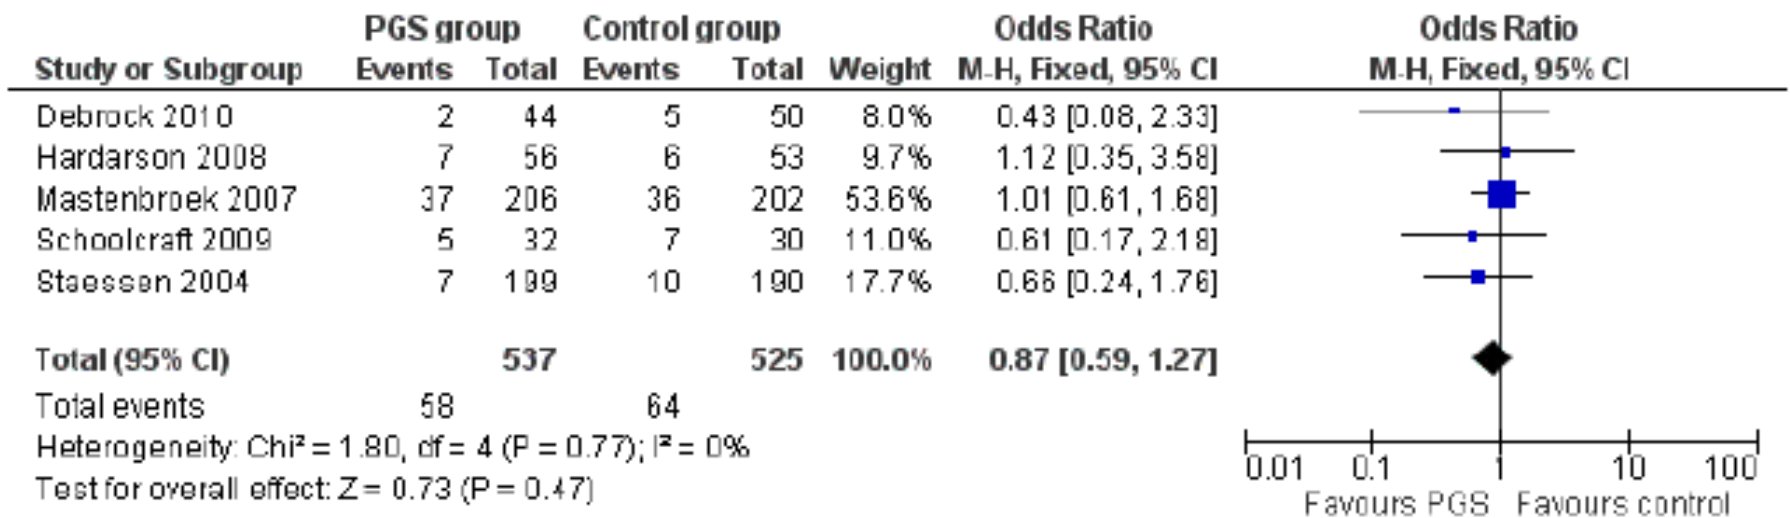 PGS group Control group Odds Ratio Odds Ratio
Study or Subgroup Events Total Events Total Weight M-H, Fixed, 95% CI M-H, Fixed, 95% CI
Debrock 2010 2 44 5 50 8.0% 0.43 [0.08, 2.33]
Hardarson 2008 7 56 6 53 9.7% 1.12 [0.35, 3.58]
Mastenbroek 2007 37 206 36 202 53.6% 1.01 [0.61, 1.68]
Schoolcraft 2009 5 32 7 30 11.0% 0.61 [0.17, 2.18]
Staessen 2004 7 199 10 190 17.7% 0.66 [0.24, 1.76]
Total (95% CI) 537 525 100.0% 0.87 [0.59, 1.27]
Total events 58 64
Heterogeneity: Chi² = 1.80, df = 4 (P = 0.77); I² = 0%
Test for overall effect: Z = 0.73 (P = 0.47)
0.01 0.1 1 10 100
Favours PGS Favours control